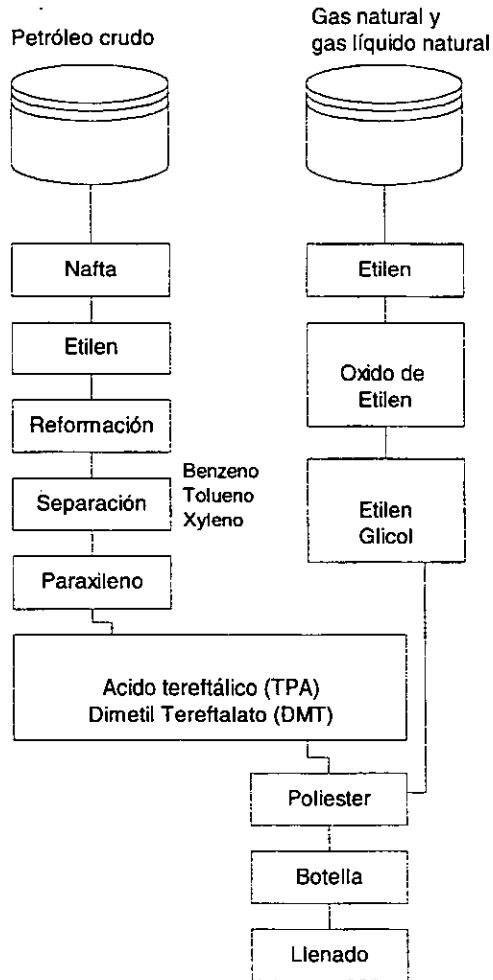 Petróleo crudo
Gas natural y
gas líquido natural
Nafta
Etilen
Etilen
Oxido de
Etilen
Reformación
Benzeno
Tolueno
Xyleno
Separación
Etilen
Glicol
Paraxileno
Acido tereftálico (TPA)
Dimetil Tereftalato (DMT)
Poliester
Botella
Llenado